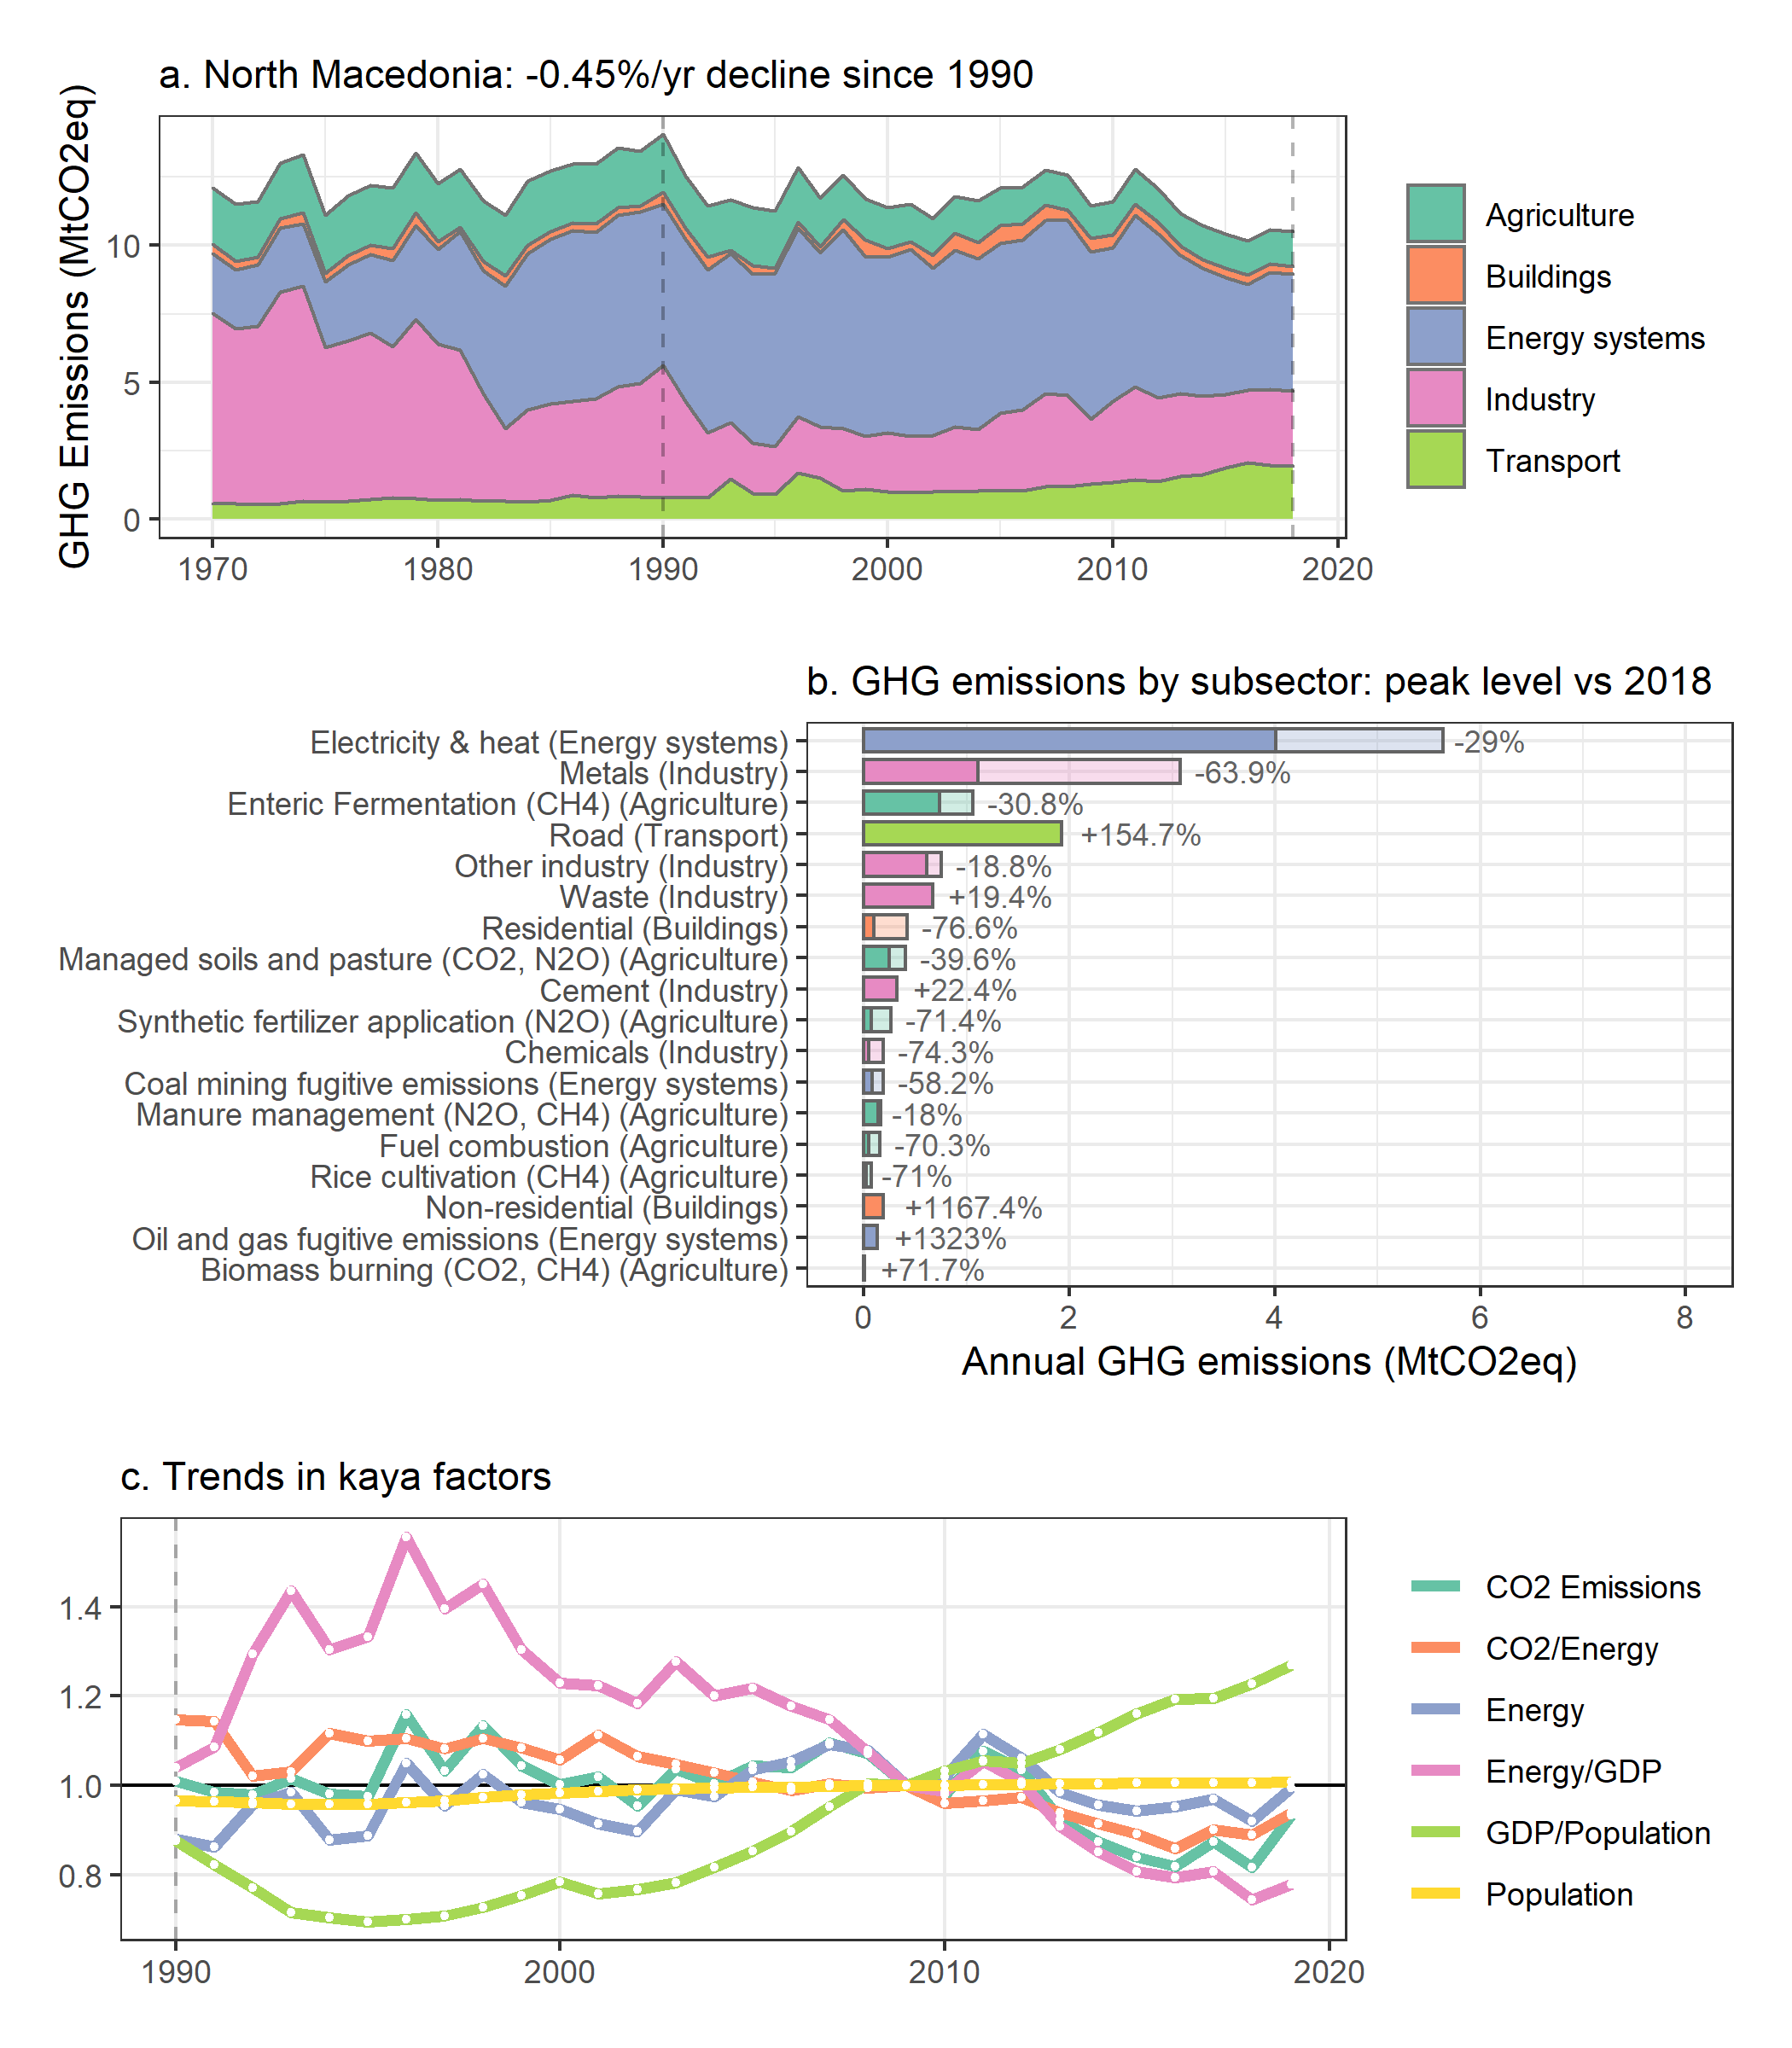 a. North Macedonia: -0.45%/yr decline since 1990
GHG Emissions (MtCO2eq)
10
5
0
1970 1980 1990 2000 2010 2020
Agriculture
Buildings
Energy systems
Industry
Transport
b. GHG emissions by subsector: peak level vs 2018
Electricity & heat (Energy systems) -29%
Metals (Industry) -63.9%
Enteric Fermentation (CH4) (Agriculture) -30.8%
Road (Transport) +154.7%
Other industry (Industry) -18.8%
Waste (Industry) +19.4%
Residential (Buildings) -76.6%
Managed soils and pasture (CO2, N2O) (Agriculture) -39.6%
Cement (Industry) +22.4%
Synthetic fertilizer application (N2O) (Agriculture) -71.4%
Chemicals (Industry) -74.3%
Coal mining fugitive emissions (Energy systems) -58.2%
Manure management (N2O, CH4) (Agriculture) -18%
Fuel combustion (Agriculture) -70.3%
Rice cultivation (CH4) (Agriculture) -71%
Non-residential (Buildings) +1167.4%
Oil and gas fugitive emissions (Energy systems) +1323%
Biomass burning (CO2, CH4) (Agriculture) +71.7%
0 2 4 6 8
Annual GHG emissions (MtCO2eq)
c. Trends in kaya factors
1.4
1.2
1.0
0.8
1990 2000 2010 2020
CO2 Emissions
CO2/Energy
Energy
Energy/GDP
GDP/Population
Population